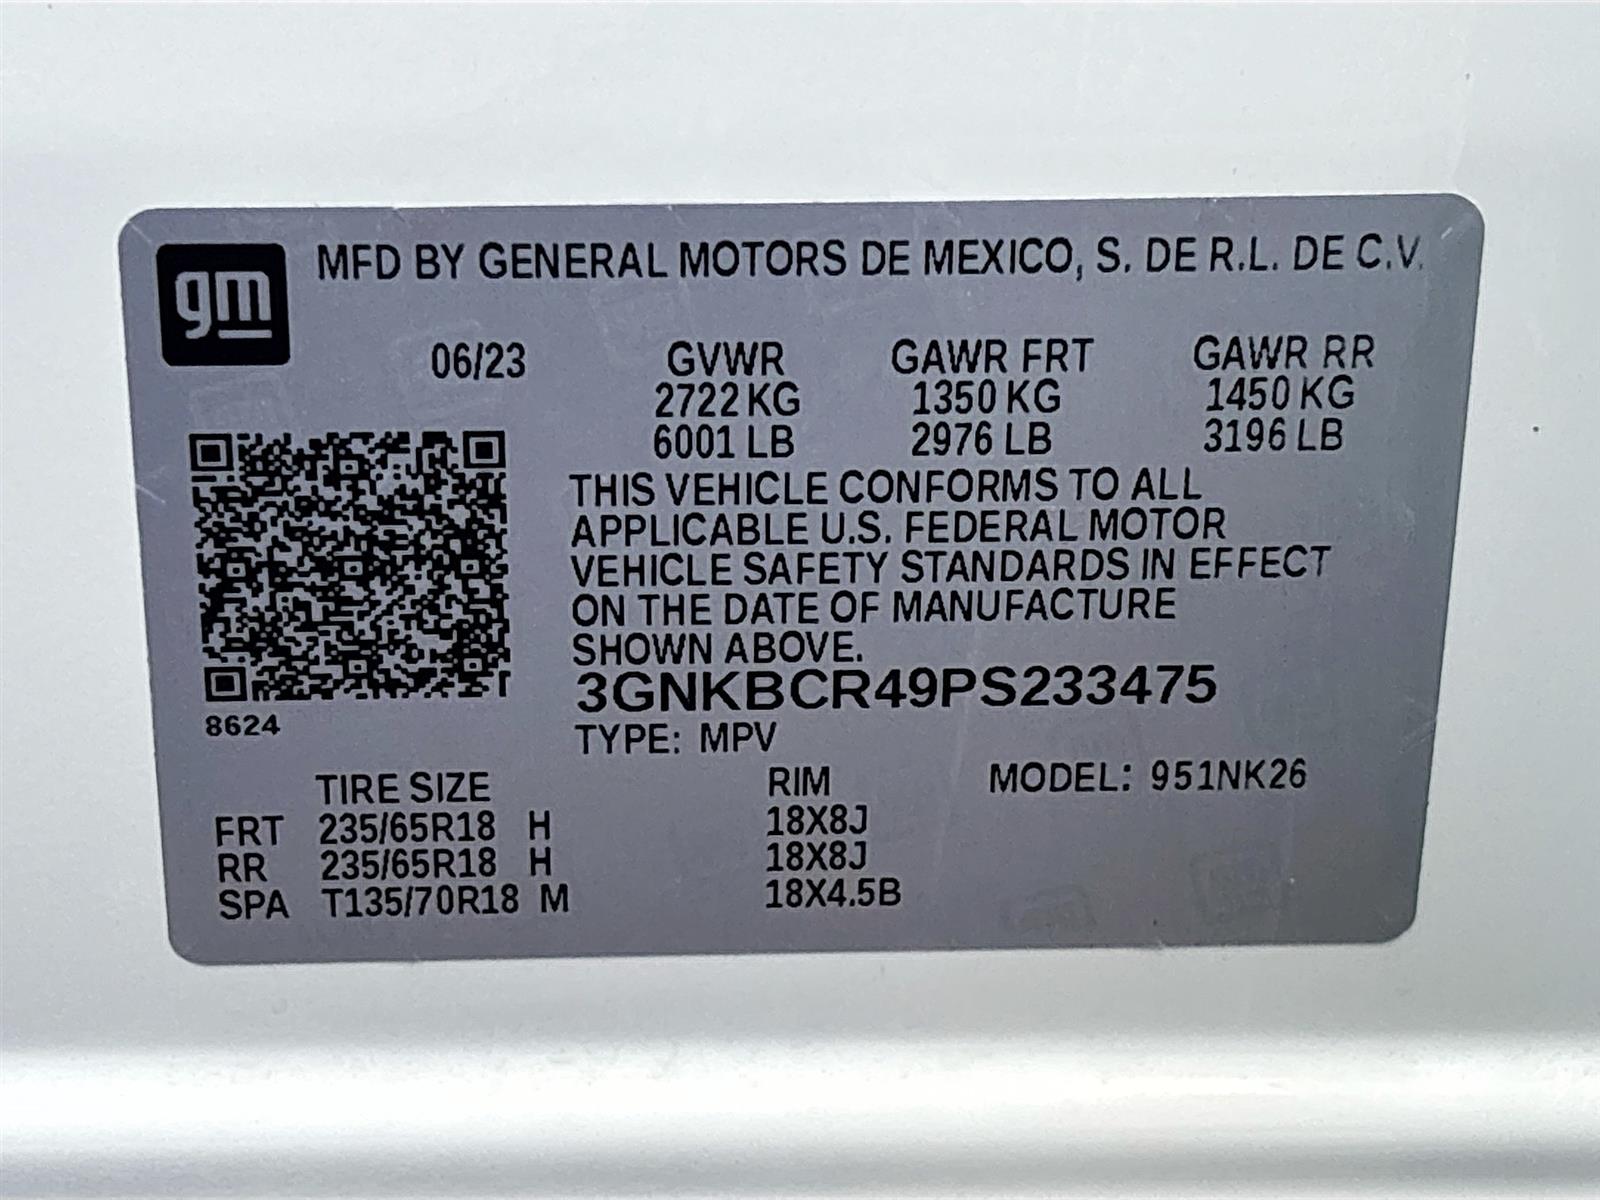 gm
MFD BY GENERAL MOTORS DE MEXICO, S. DE R.L. DE C.V.
06/23 GVWR GAWR FRT GAWR RR
2722 KG 1350 KG 1450 KG
6001 LB 2976 LB 3196 LB
THIS VEHICLE CONFORMS TO ALL
APPLICABLE U.S. FEDERAL MOTOR
VEHICLE SAFETY STANDARDS IN EFFECT
ON THE DATE OF MANUFACTURE
SHOWN ABOVE.
3GNKBCR49PS233475
8624
TYPE: MPV
TIRE SIZE RIM MODEL: 951NK26
FRT 235/65R18 H 18X8J
RR 235/65R18 H 18X8J
SPA T135/70R18 M 18X4.5B